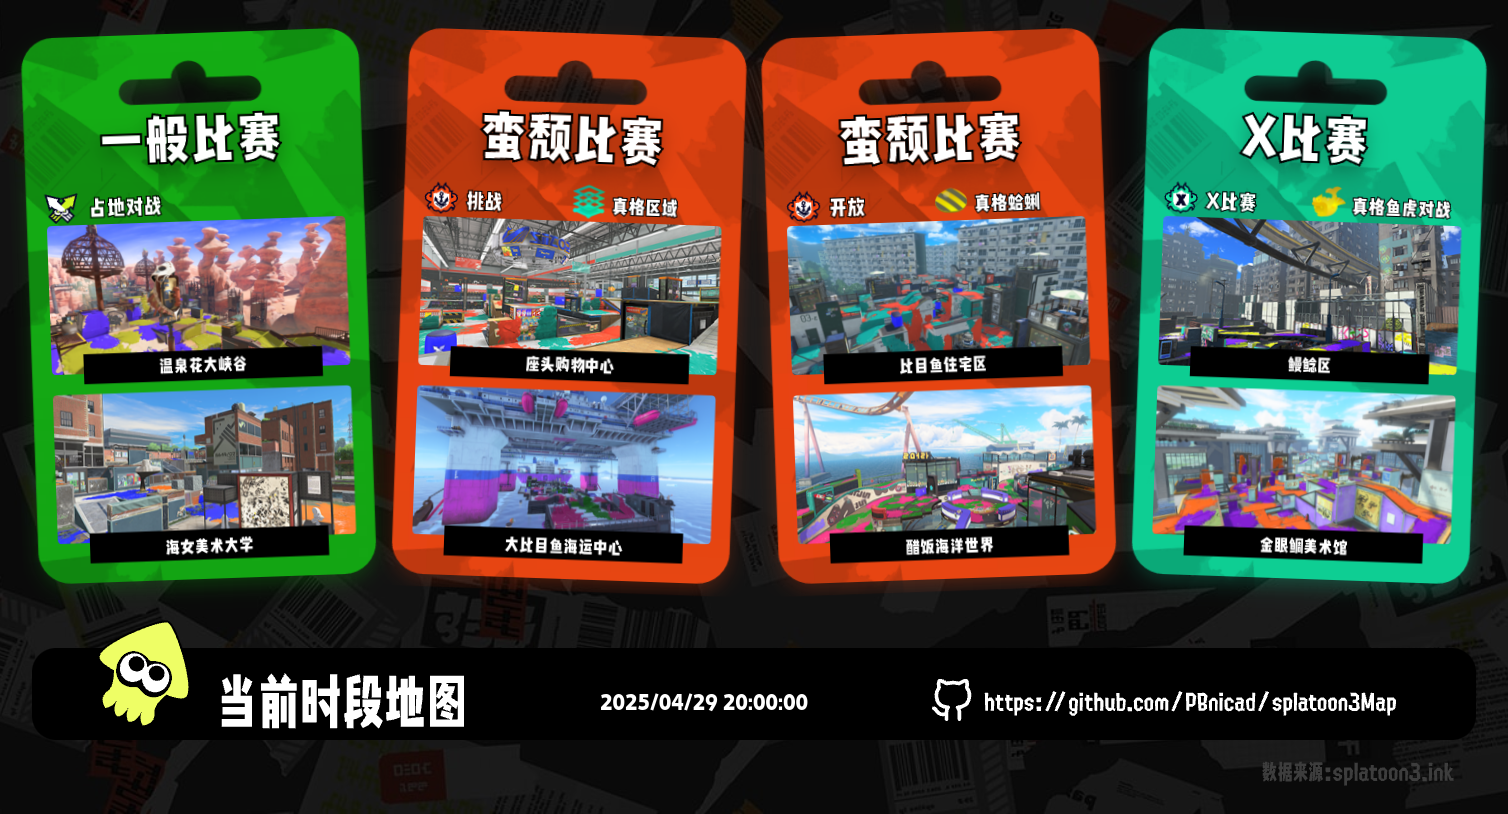 一般比赛
占地对战
温泉花大峡谷
海女美术大学
蛮颓比赛
挑战
真格区域
座头购物中心
大比目鱼海运中心
蛮颓比赛
开放
真格蛤蜊
比目鱼住宅区
醋饭海洋世界
X比赛
X比赛
真格鱼虎对战
鳗鲶区
金眼鲷美术馆
当前时段地图
2025/04/29 20:00:00
https://github.com/PBnicad/splatoon3Map
数据来源:splatoon3.ink